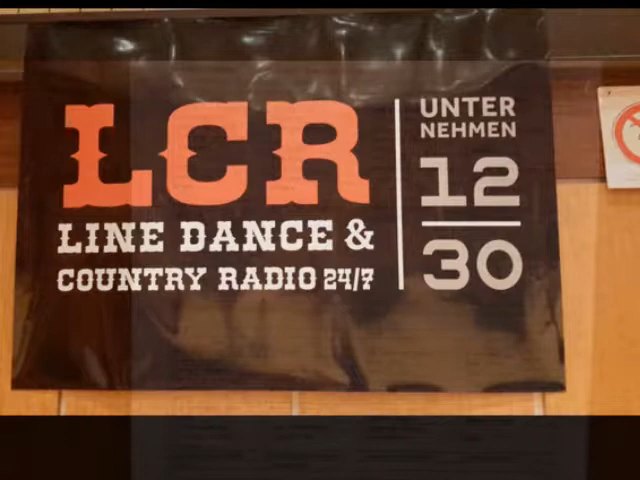 LCR
LINE DANCE &
COUNTRY RADIO 24/7
UNTER
NEHMEN
12
30